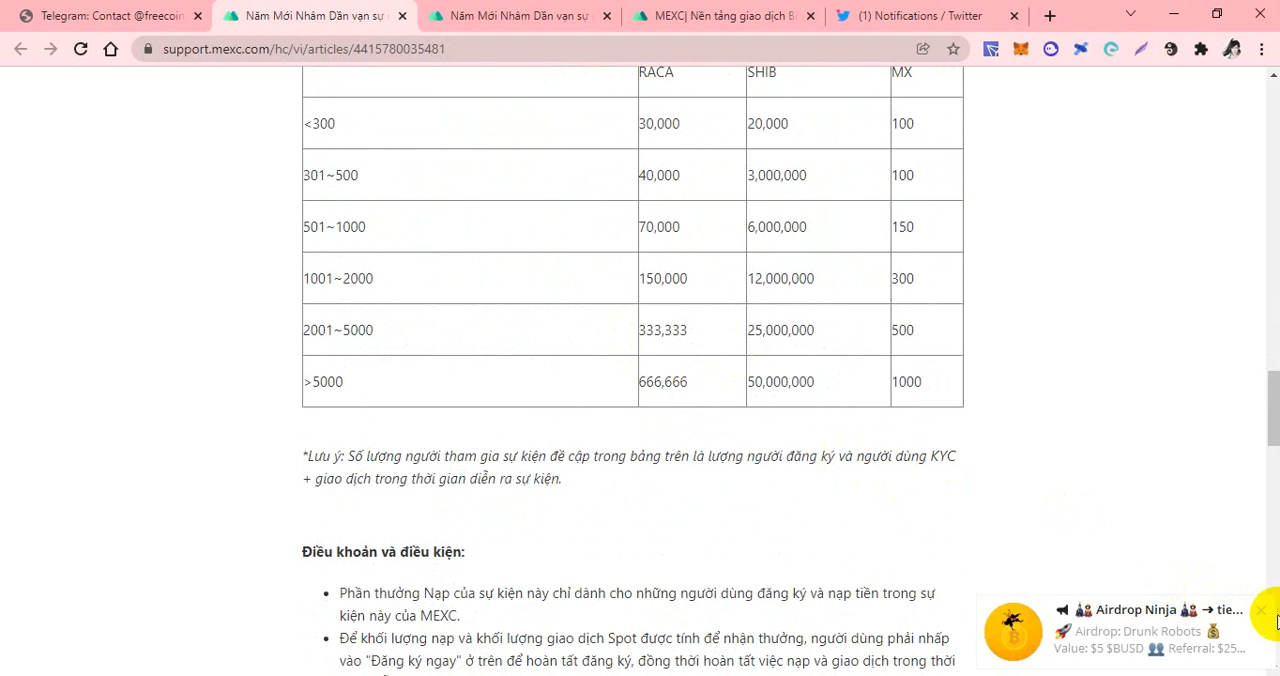 Telegram: Contact @freecoin
Năm Mới Nhâm Dần vạn sự
Năm Mới Nhâm Dần vạn sự
MEXC| Nền tảng giao dịch B
(1) Notifications / Twitter
support.mexc.com/hc/vi/articles/4415780035481
RACA SHIB MX
<300 30,000 20,000 100
301~500 40,000 3,000,000 100
501~1000 70,000 6,000,000 150
1001~2000 150,000 12,000,000 300
2001~5000 333,333 25,000,000 500
>5000 666,666 50,000,000 1000
*Lưu ý: Số lượng người tham gia sự kiện đề cập trong bảng trên là lượng người đăng ký và người dùng KYC
+ giao dịch trong thời gian diễn ra sự kiện.
Điều khoản và điều kiện:
• Phần thưởng Nạp của sự kiện này chỉ dành cho những người dùng đăng ký và nạp tiền trong sự
kiện này của MEXC.
• Để khối lượng nạp và khối lượng giao dịch Spot được tính để nhận thưởng, người dùng phải nhấp
vào "Đăng ký ngay" ở trên để hoàn tất đăng ký, đồng thời hoàn tất việc nạp và giao dịch trong thời
Airdrop Ninja ➔ tie...
Airdrop: Drunk Robots
Value: $5 $BUSD Referral: $25...